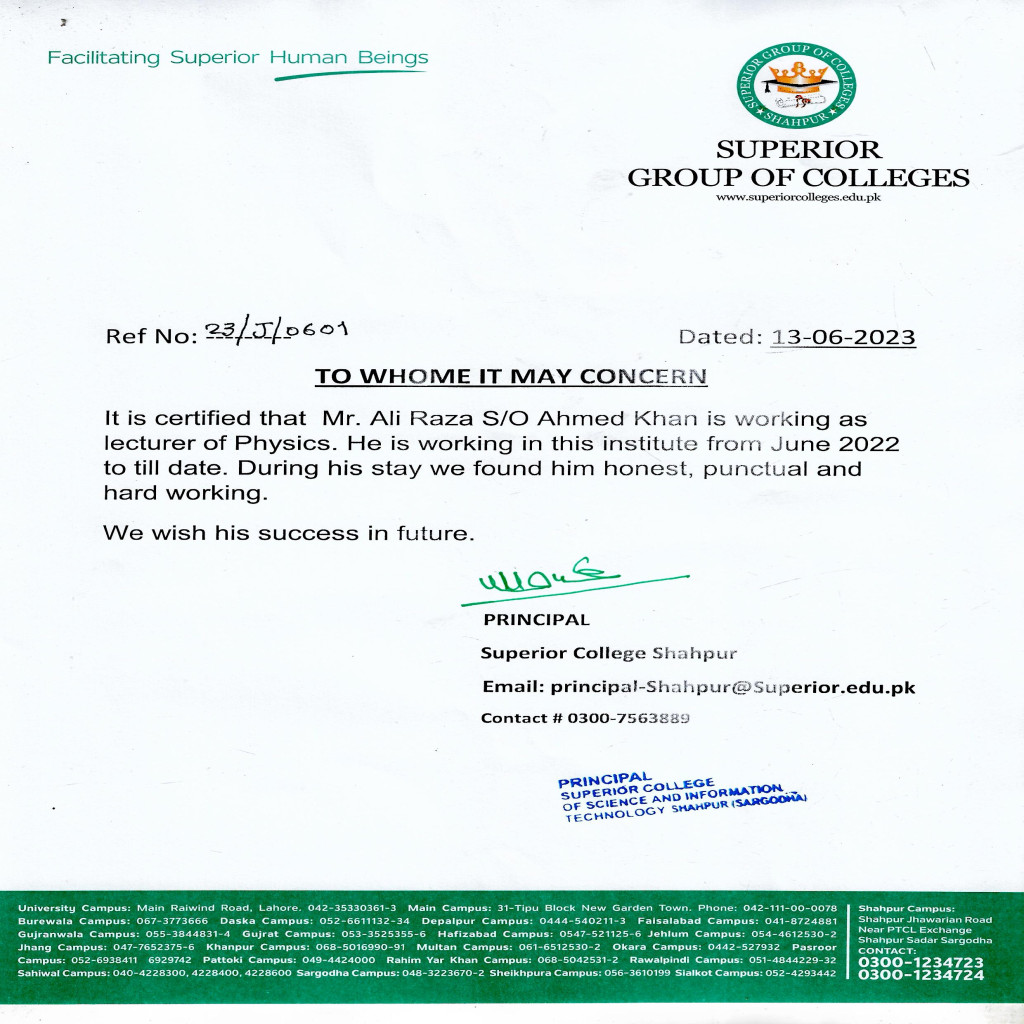 Facilitating Superior Human Beings
SUPERIOR GROUP OF COLLEGES
★ SHAHPUR ★
SUPERIOR
GROUP OF COLLEGES
www.superiorcolleges.edu.pk
Ref No: 23/J/0601
Dated: 13-06-2023
TO WHOME IT MAY CONCERN
It is certified that Mr. Ali Raza S/O Ahmed Khan is working as
lecturer of Physics. He is working in this institute from June 2022
to till date. During his stay we found him honest, punctual and
hard working.
We wish his success in future.
PRINCIPAL
Superior College Shahpur
Email: principal-Shahpur@Superior.edu.pk
Contact # 0300-7563889
PRINCIPAL
SUPERIOR COLLEGE
OF SCIENCE AND INFORMATION
TECHNOLOGY SHAHPUR (SARGODHA)
University Campus: Main Raiwind Road, Lahore. 042-35330361-3 Main Campus: 31-Tipu Block New Garden Town. Phone: 042-111-00-0078
Burewala Campus: 067-3773666 Daska Campus: 052-6611132-34 Depalpur Campus: 0444-540211-3 Faisalabad Campus: 041-8724881
Gujranwala Campus: 055-3844831-4 Gujrat Campus: 053-3525355-6 Hafizabad Campus: 0547-521125-6 Jehlum Campus: 054-4612530-2
Jhang Campus: 047-7652375-6 Khanpur Campus: 068-5016990-91 Multan Campus: 061-6512530-2 Okara Campus: 0442-527932 Pasroor
Campus: 052-6938411 6929742 Pattoki Campus: 049-4424000 Rahim Yar Khan Campus: 068-5042531-2 Rawalpindi Campus: 051-4844229-32
Sahiwal Campus: 040-4228300, 4228400, 4228600 Sargodha Campus: 048-3223670-2 Sheikhpura Campus: 056-3610199 Sialkot Campus: 052-4293442
Shahpur Campus:
Shahpur Jhawarian Road
Near PTCL Exchange
Shahpur Sadar Sargodha
CONTACT:
0300-1234723
0300-1234724